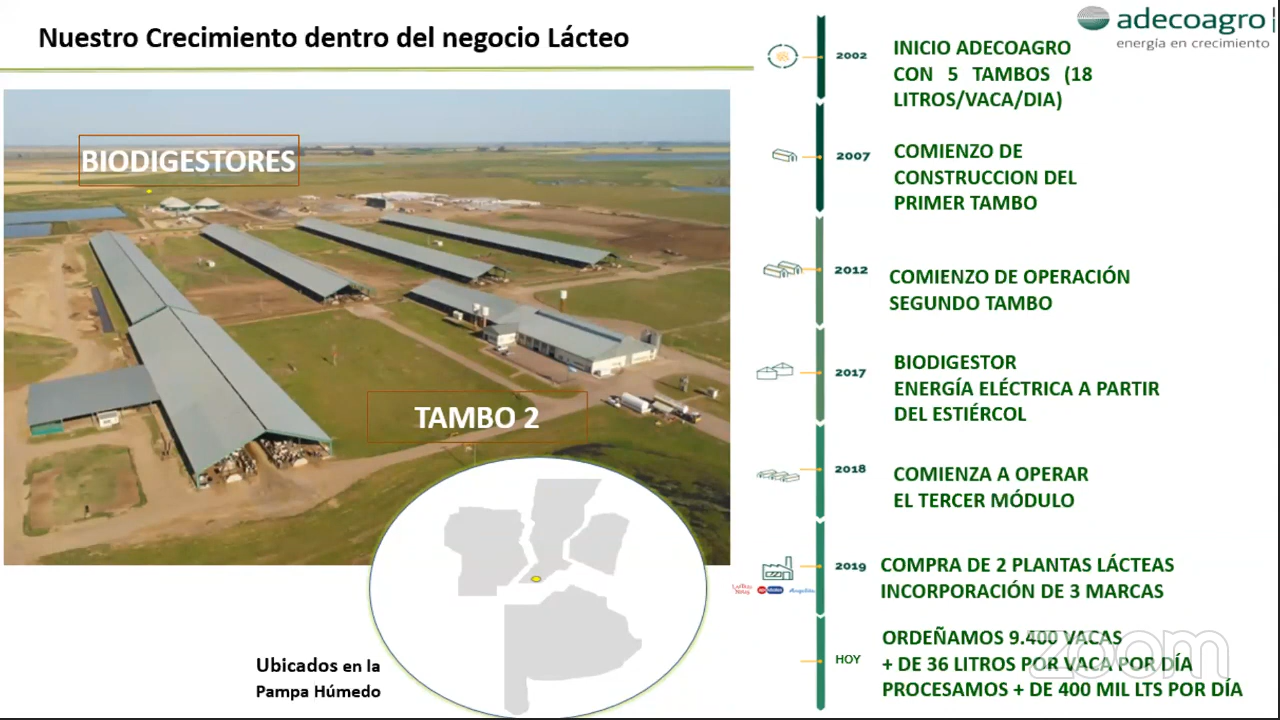 Nuestro Crecimiento dentro del negocio Lácteo
adecoagro
energía en crecimiento
BIODIGESTORES
TAMBO 2
Ubicados en la
Pampa Húmedo
2002
INICIO ADECOAGRO
CON 5 TAMBOS (18
LITROS/VACA/DIA)
2007
COMIENZO DE
CONSTRUCCION DEL
PRIMER TAMBO
2012
COMIENZO DE OPERACIÓN
SEGUNDO TAMBO
2017
BIODIGESTOR
ENERGÍA ELÉCTRICA A PARTIR
DEL ESTIÉRCOL
2018
COMIENZA A OPERAR
EL TERCER MÓDULO
2019
COMPRA DE 2 PLANTAS LÁCTEAS
INCORPORACIÓN DE 3 MARCAS
HOY
ORDEÑAMOS 9.400 VACAS
+ DE 36 LITROS POR VACA POR DÍA
PROCESAMOS + DE 400 MIL LTS POR DÍA
zoom